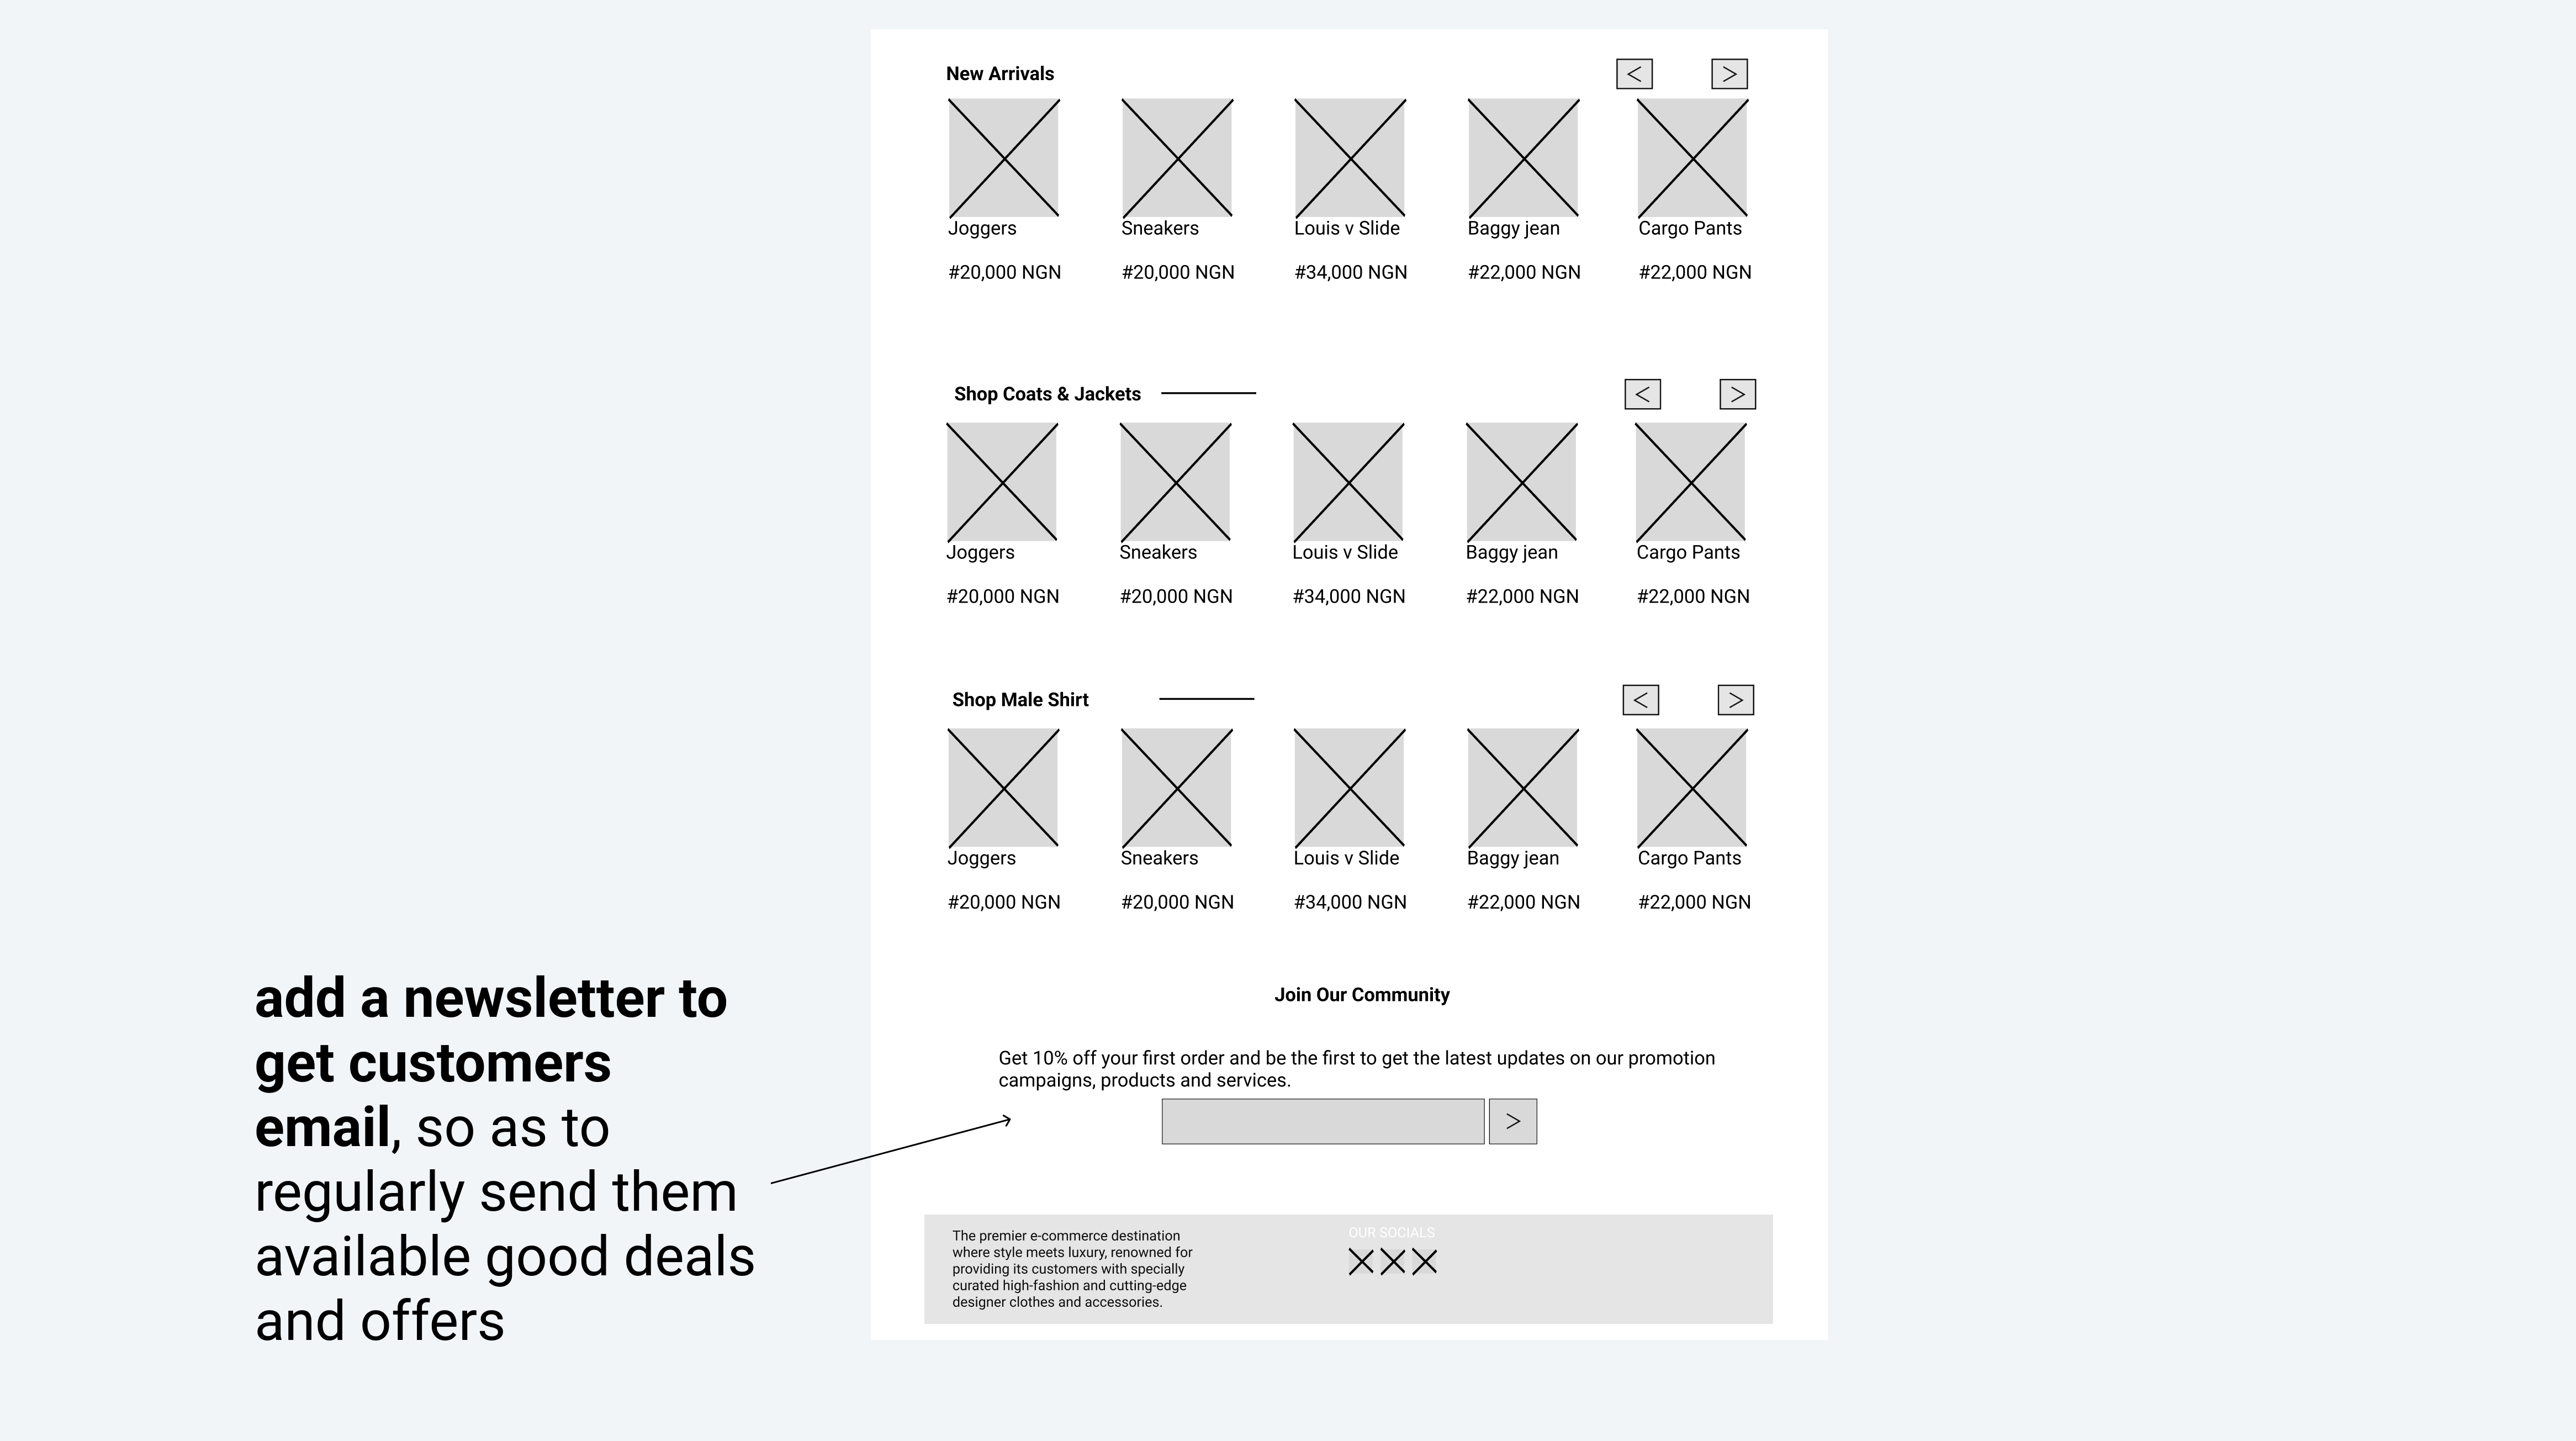 New Arrivals < >
Joggers Sneakers Louis v Slide Baggy jean Cargo Pants
#20,000 NGN #20,000 NGN #34,000 NGN #22,000 NGN #22,000 NGN
Shop Coats & Jackets < >
Joggers Sneakers Louis v Slide Baggy jean Cargo Pants
#20,000 NGN #20,000 NGN #34,000 NGN #22,000 NGN #22,000 NGN
Shop Male Shirt < >
Joggers Sneakers Louis v Slide Baggy jean Cargo Pants
#20,000 NGN #20,000 NGN #34,000 NGN #22,000 NGN #22,000 NGN
add a newsletter to
get customers
email, so as to
regularly send them
available good deals
and offers
Join Our Community
Get 10% off your first order and be the first to get the latest updates on our promotion
campaigns, products and services.
>
The premier e-commerce destination
where style meets luxury, renowned for
providing its customers with specially
curated high-fashion and cutting-edge
designer clothes and accessories.
OUR SOCIALS